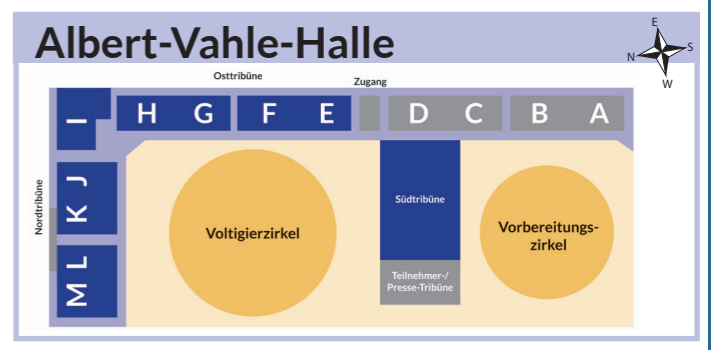 Albert-Vahle-Halle
E
N S
W
Osttribüne
Zugang
I H G F E D C B A
Nordtribüne
K J
M L
Voltigierzirkel
Südtribüne
Vorbereitungs-
zirkel
Teilnehmer-/
Presse-Tribüne